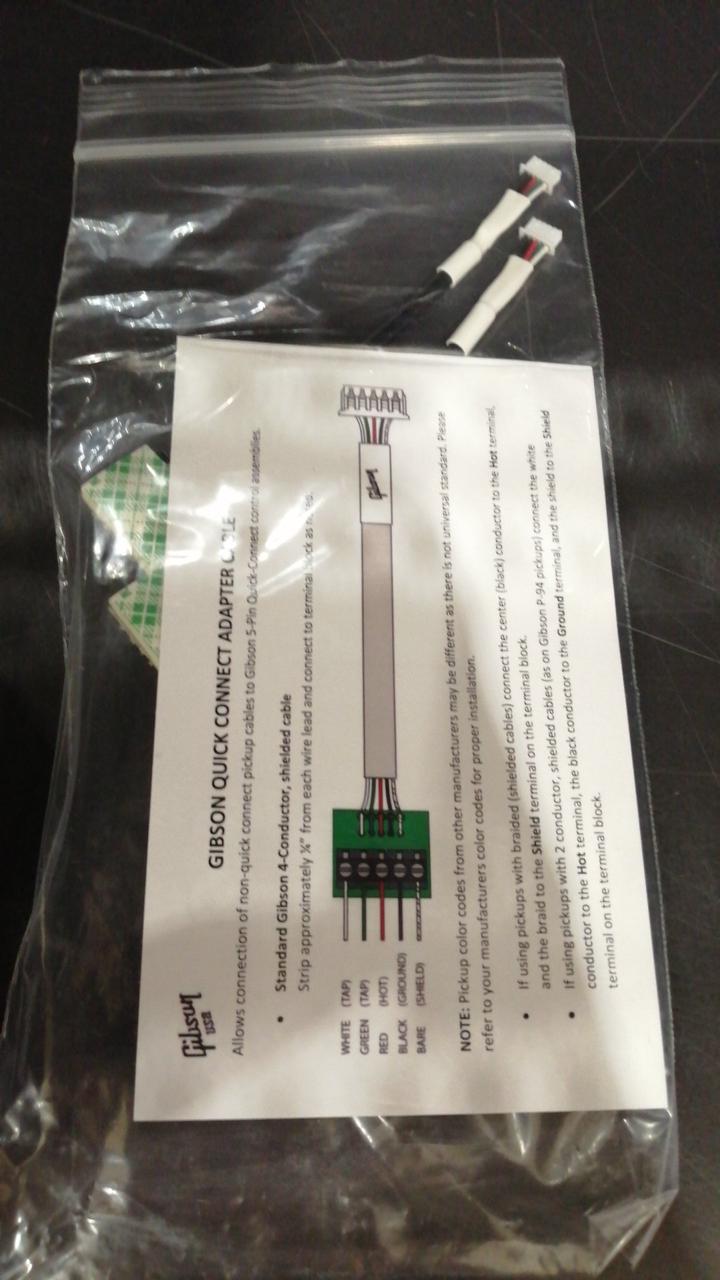 Gibson
USA
GIBSON QUICK CONNECT ADAPTER CABLE
Allows connection of non-quick connect pickup cables to Gibson 5-Pin Quick-Connect control assemblies.
• Standard Gibson 4-Conductor, shielded cable
Strip approximately ¼" from each wire lead and connect to terminal block as
WHITE (TAP)
GREEN (TAP)
RED (HOT)
BLACK (GROUND)
BARE (SHIELD)
Gibson
NOTE: Pickup color codes from other manufacturers may be different as there is not universal standard. Please
refer to your manufacturers color codes for proper installation.
• If using pickups with braided (shielded cables) connect the center (black) conductor to the Hot terminal,
and the braid to the Shield terminal on the terminal block.
• If using pickups with 2 conductor, shielded cables (as on Gibson P-94 pickups) connect the white
conductor to the Hot terminal, the black conductor to the Ground terminal, and the shield to the Shield
terminal on the terminal block.